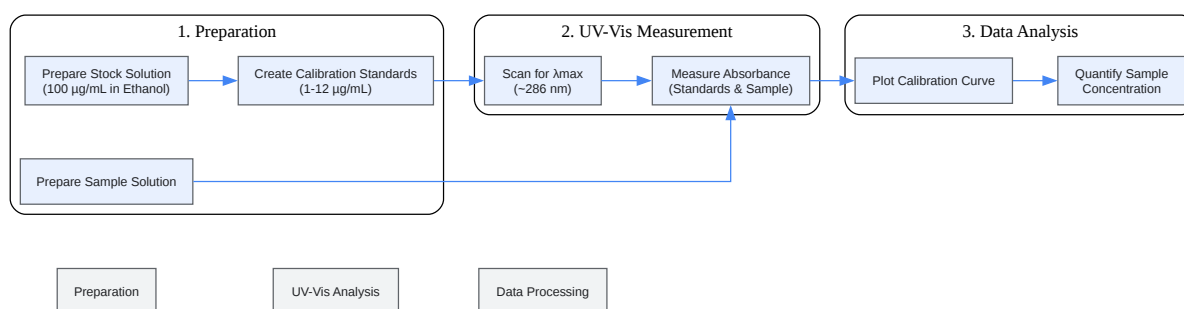 1. Preparation
Prepare Stock Solution
(100 µg/mL in Ethanol)
Create Calibration Standards
(1-12 µg/mL)
Prepare Sample Solution
2. UV-Vis Measurement
Scan for λmax
(~286 nm)
Measure Absorbance
(Standards & Sample)
3. Data Analysis
Plot Calibration Curve
Quantify Sample
Concentration
Preparation
UV-Vis Analysis
Data Processing